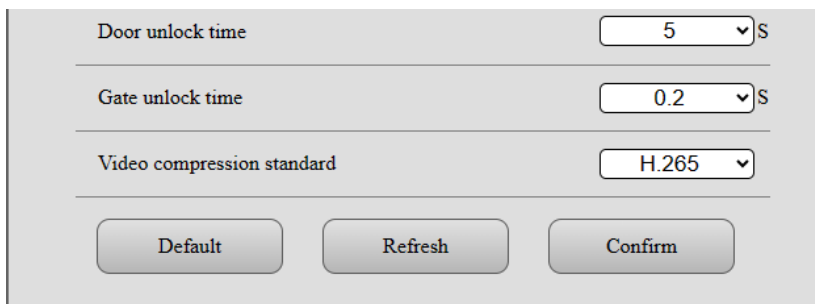 Door unlock time 5 S
Gate unlock time 0.2 S
Video compression standard H.265
Default Refresh Confirm